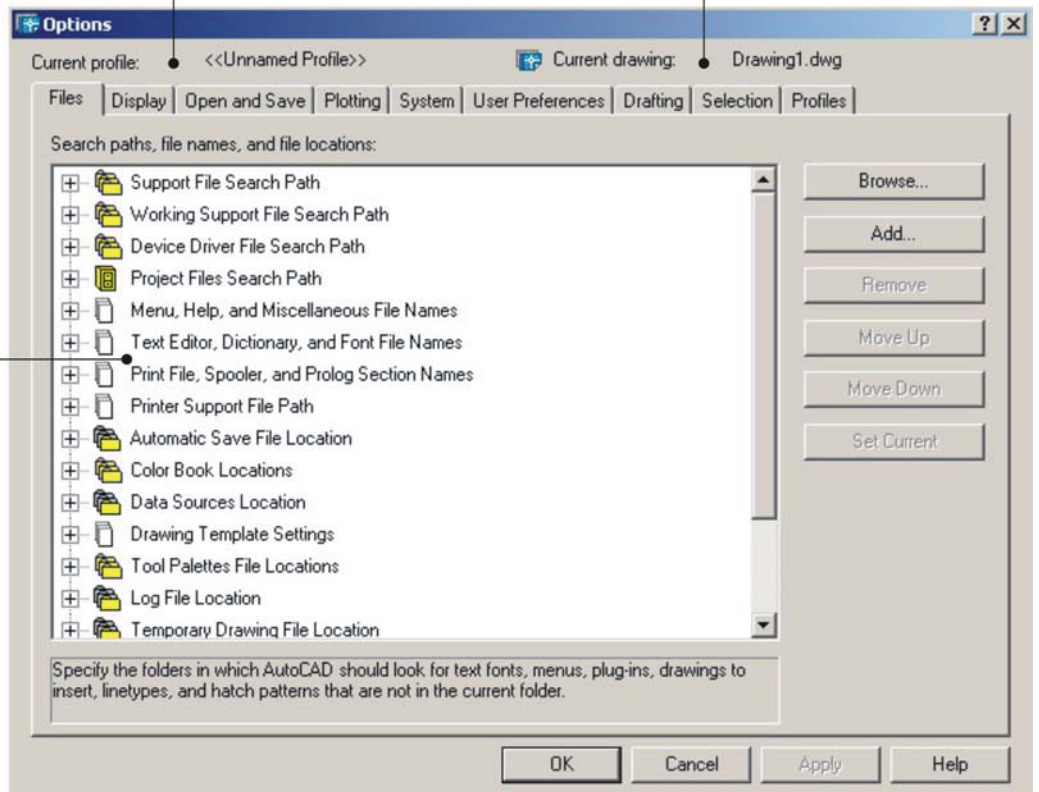 Options
Current profile: <<Unnamed Profile>> Current drawing: Drawing1.dwg
Files Display Open and Save Plotting System User Preferences Drafting Selection Profiles
Search paths, file names, and file locations:
Support File Search Path
Working Support File Search Path
Device Driver File Search Path
Project Files Search Path
Menu, Help, and Miscellaneous File Names
Text Editor, Dictionary, and Font File Names
Print File, Spooler, and Prolog Section Names
Printer Support File Path
Automatic Save File Location
Color Book Locations
Data Sources Location
Drawing Template Settings
Tool Palettes File Locations
Log File Location
Temporary Drawing File Location
Browse...
Add...
Remove
Move Up
Move Down
Set Current
Specify the folders in which AutoCAD should look for text fonts, menus, plug-ins, drawings to
insert, linetypes, and hatch patterns that are not in the current folder.
OK Cancel Apply Help